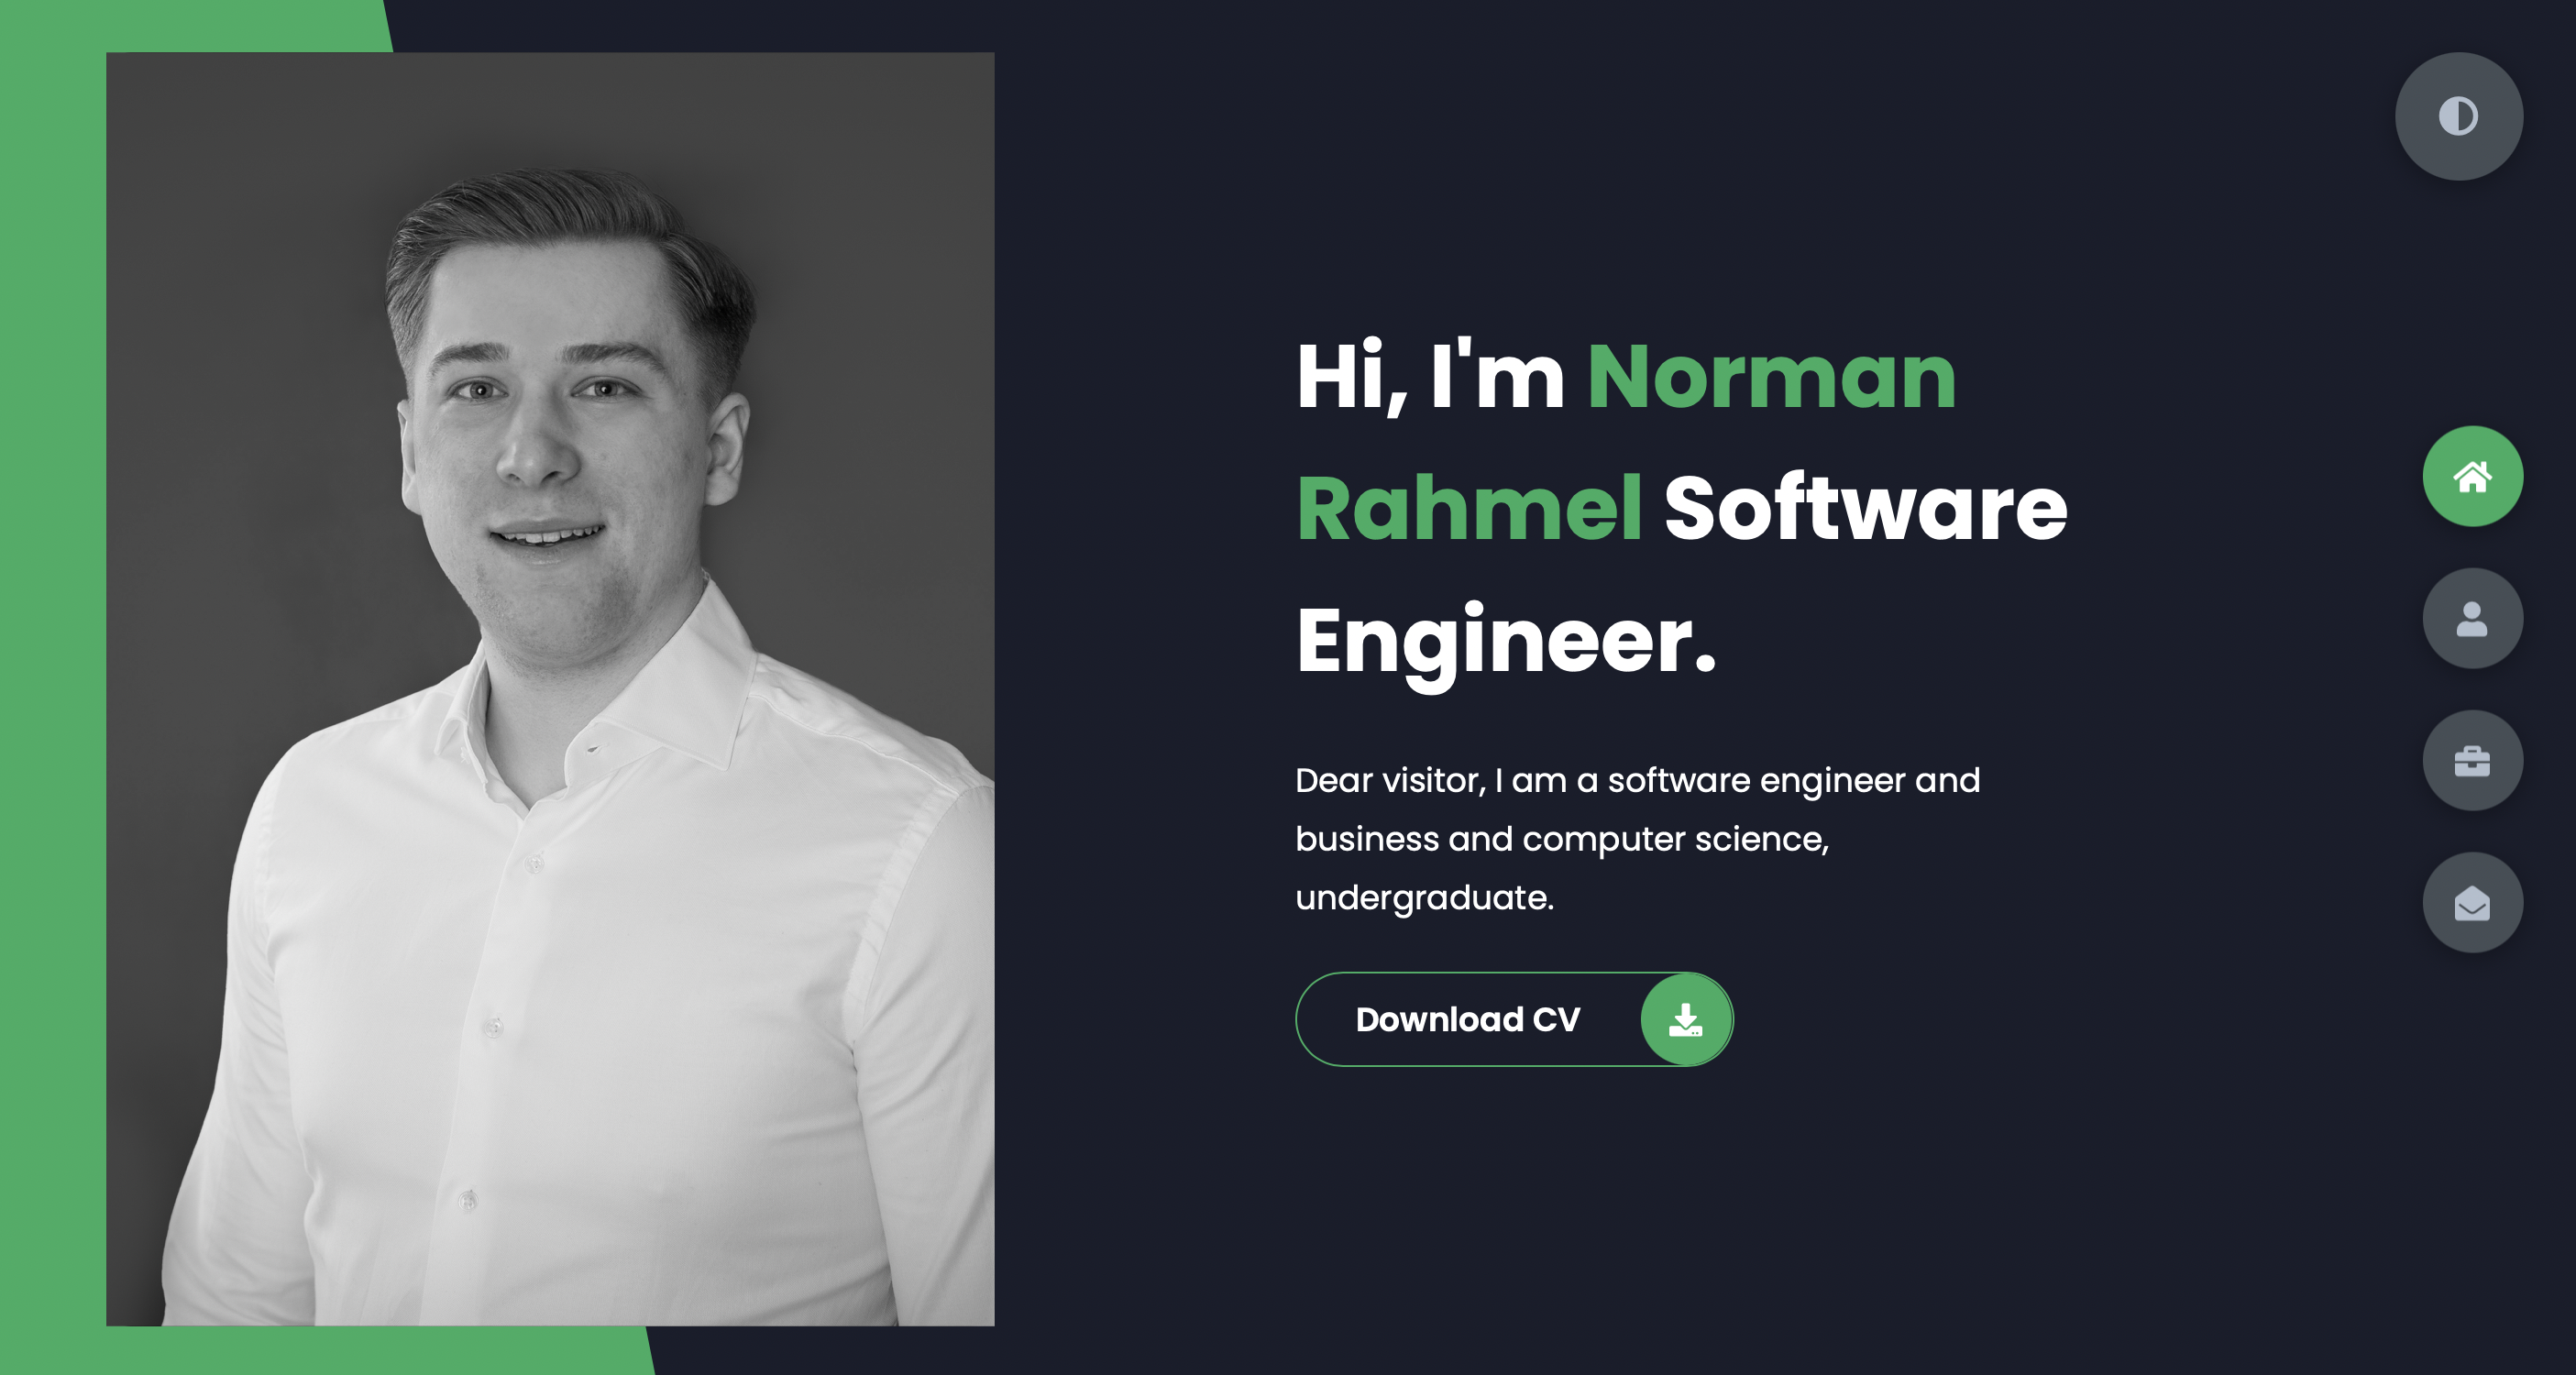 Hi, I'm Norman
Rahmel Software
Engineer.
Dear visitor, I am a software engineer and
business and computer science,
undergraduate.
Download CV